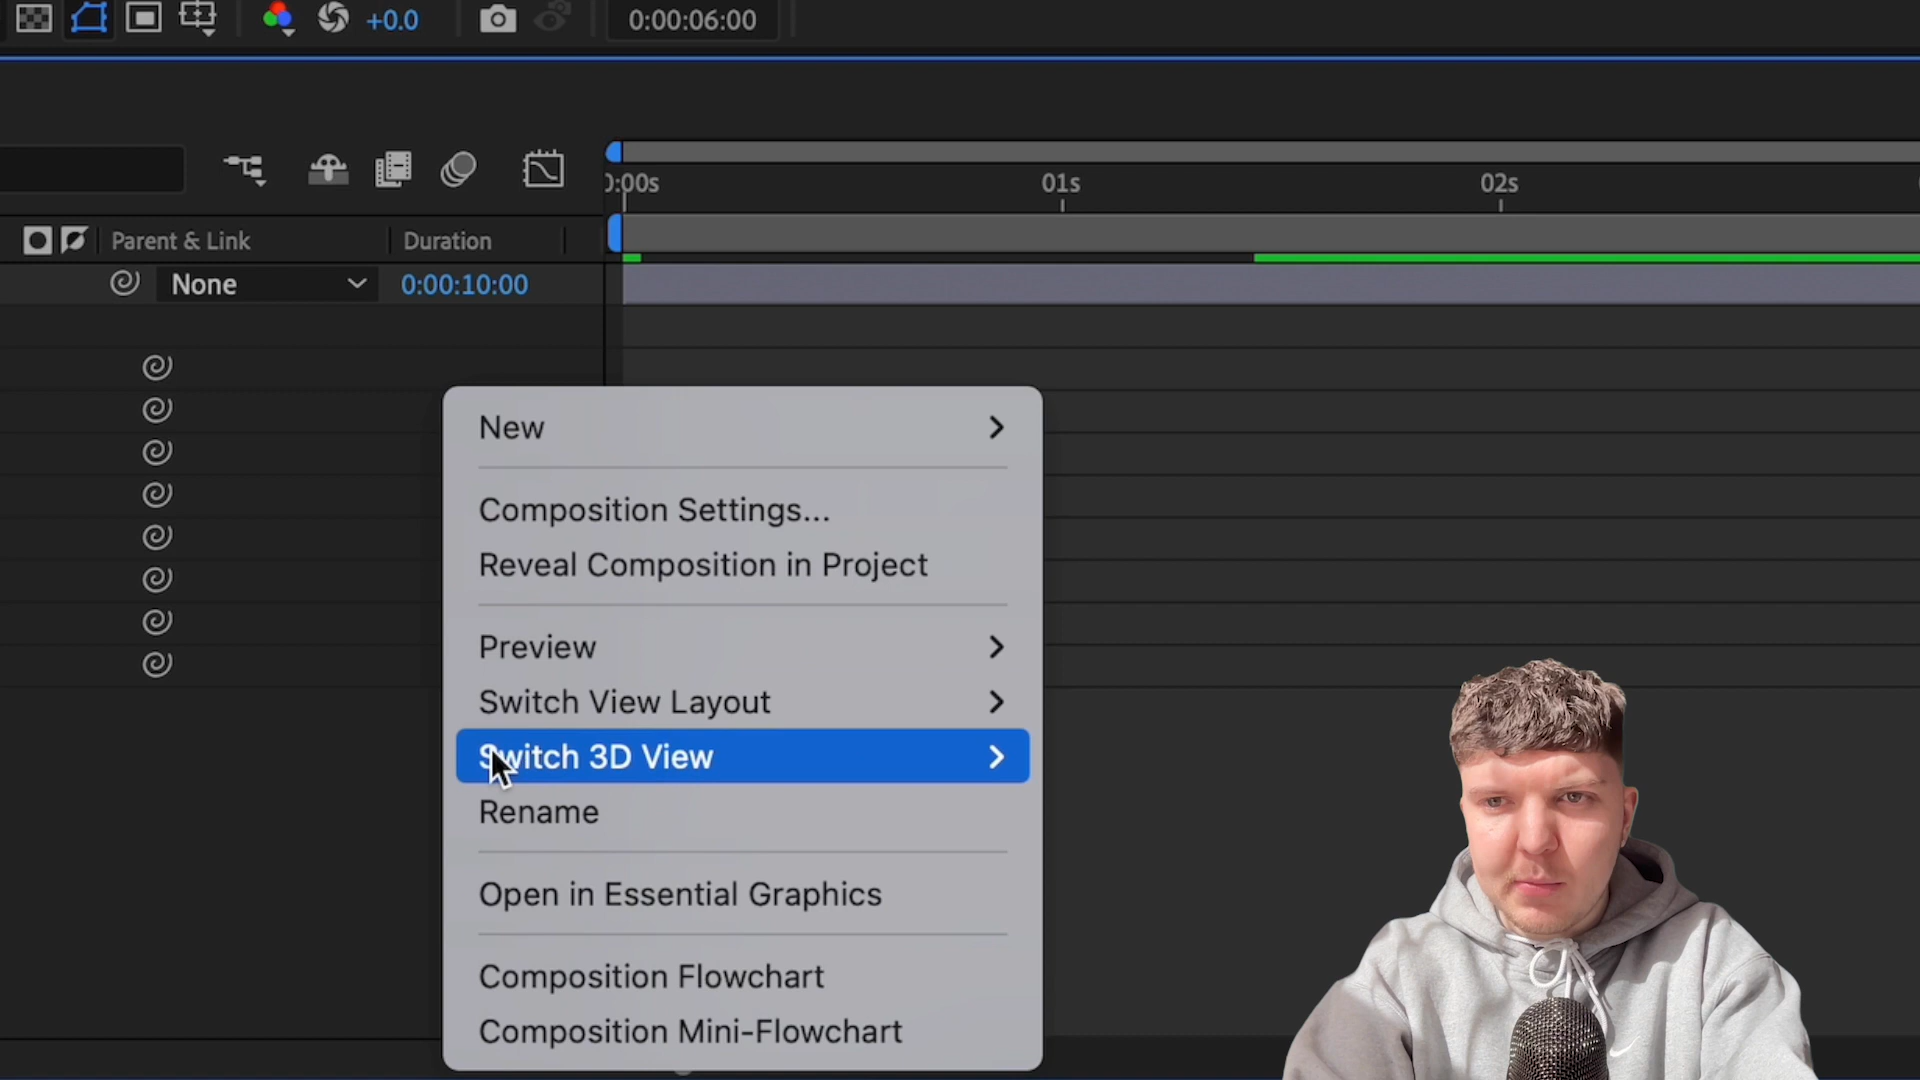 +0.0
0:00:06:00
0:00s
01s
02s
Parent & Link
Duration
None
0:00:10:00
New
Composition Settings...
Reveal Composition in Project
Preview
Switch View Layout
Switch 3D View
Rename
Open in Essential Graphics
Composition Flowchart
Composition Mini-Flowchart